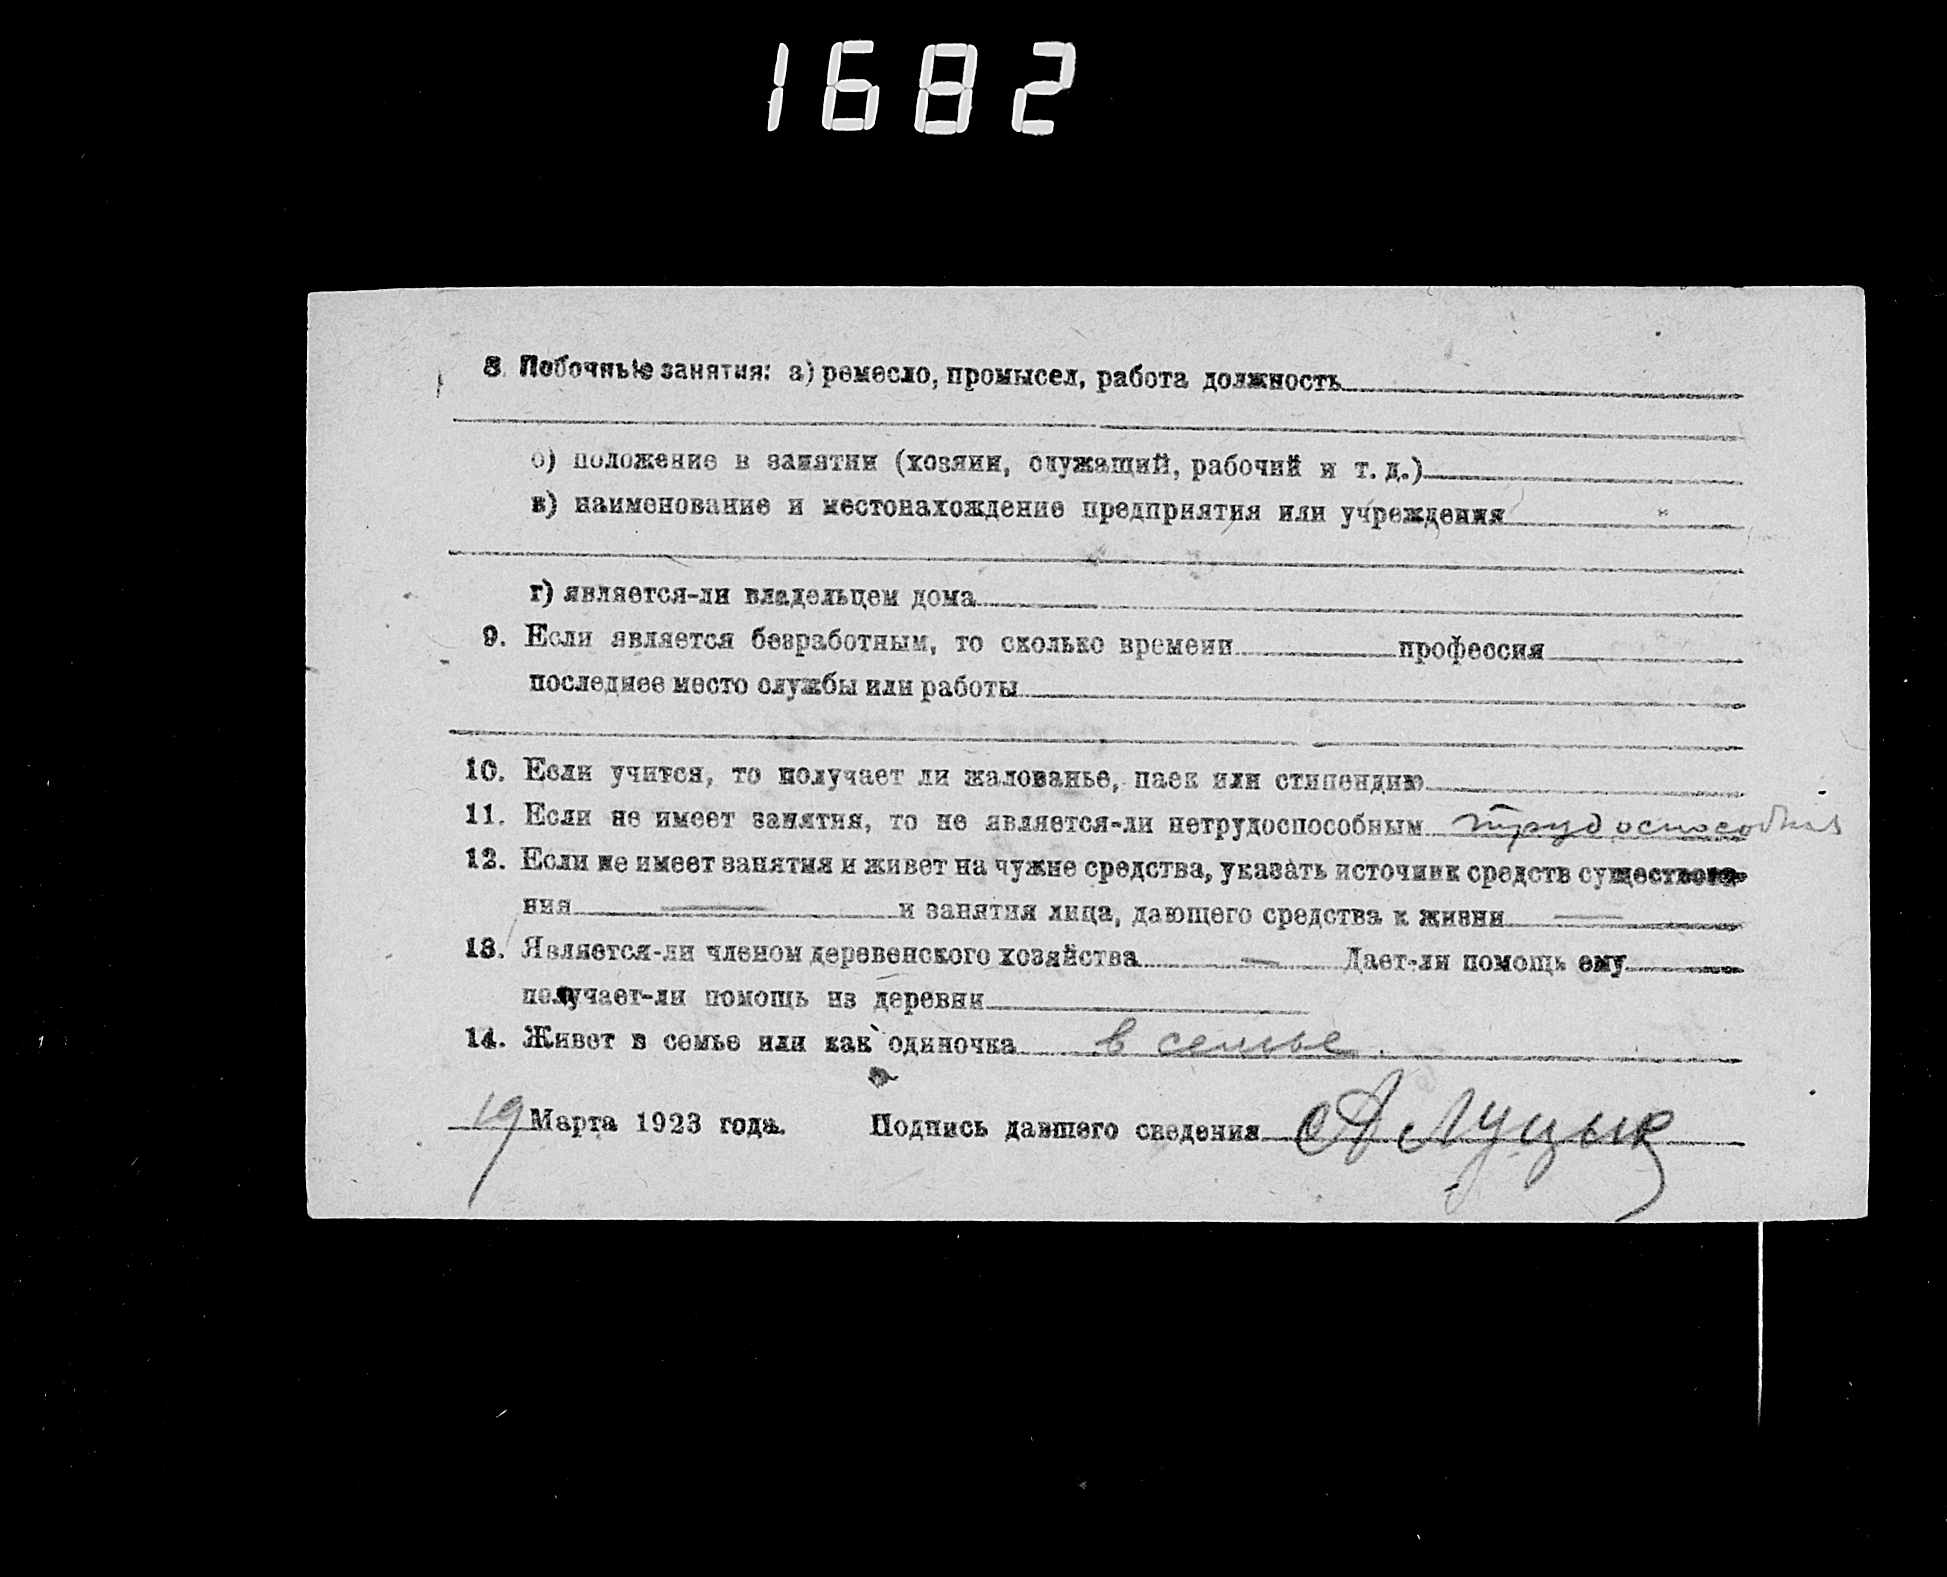 1682
8. Побочные занятия: а) ремесло, промысел, работа должность
б) положение в занятии (хозяин, служащий, рабочий и т. д.)
в) наименование и местонахождение предприятия или учреждения
г) является-ли владельцем дома
9. Если является безработным, то сколько времени профессия
последнее место службы или работы
10. Если учится, то получает ли жалованье, паек или стипендию
11. Если не имеет занятия, то не является-ли нетрудоспособным трудоспособная
12. Если не имеет занятия и живет на чужие средства, указать источник средств существова-
ния — и занятия лица, дающего средства к жизни —
13. Является-ли членом деревенского хозяйства — Дает-ли помощь ему —
получает-ли помощь из деревни
14. Живет в семье или как одиночка в семье.
19 Марта 1923 года. Подпись давшего сведения А Луцык